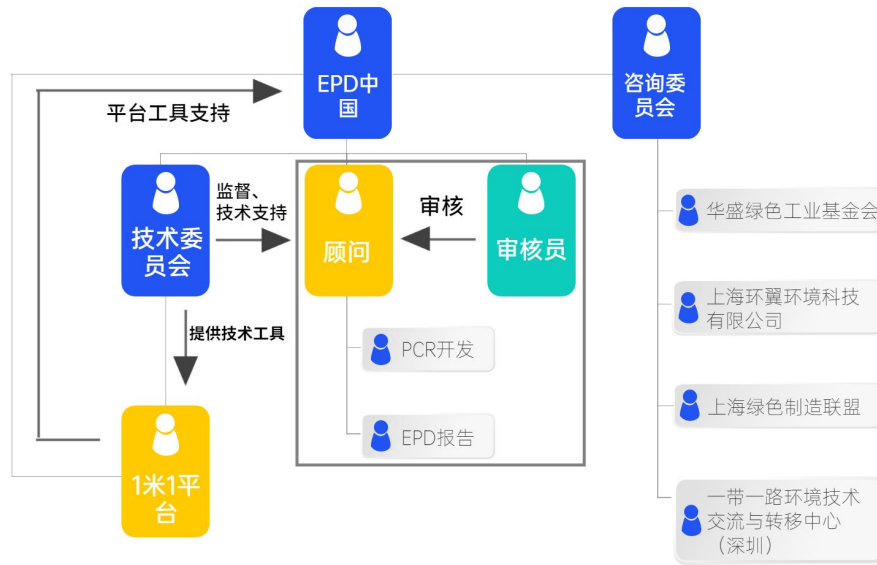 EPD中
国
咨询委
员会
平台工具支持
技术委
员会
监督、
技术支持
顾问
审核
审核员
华盛绿色工业基金会
上海环翼环境科技
有限公司
提供技术工具
PCR开发
上海绿色制造联盟
EPD报告
1米1平
台
一带一路环境技术
交流与转移中心
（深圳）